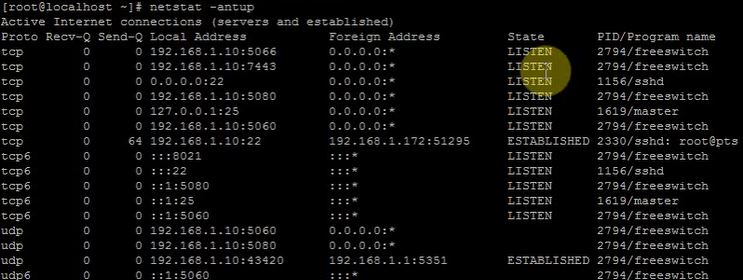 [root@localhost ~]# netstat -antup
Active Internet connections (servers and established)
Proto Recv-Q Send-Q Local Address Foreign Address State PID/Program name
tcp 0 0 192.168.1.10:5066 0.0.0.0:* LISTEN 2794/freeswitch
tcp 0 0 192.168.1.10:7443 0.0.0.0:* LISTEN 2794/freeswitch
tcp 0 0 0.0.0.0:22 0.0.0.0:* LISTEN 1156/sshd
tcp 0 0 192.168.1.10:5080 0.0.0.0:* LISTEN 2794/freeswitch
tcp 0 0 127.0.0.1:25 0.0.0.0:* LISTEN 1619/master
tcp 0 0 192.168.1.10:5060 0.0.0.0:* LISTEN 2794/freeswitch
tcp 0 64 192.168.1.10:22 192.168.1.172:51295 ESTABLISHED 2330/sshd: root@pts
tcp6 0 0 :::8021 :::* LISTEN 2794/freeswitch
tcp6 0 0 :::22 :::* LISTEN 1156/sshd
tcp6 0 0 ::1:5080 :::* LISTEN 2794/freeswitch
tcp6 0 0 ::1:25 :::* LISTEN 1619/master
tcp6 0 0 ::1:5060 :::* LISTEN 2794/freeswitch
udp 0 0 192.168.1.10:5060 0.0.0.0:* 2794/freeswitch
udp 0 0 192.168.1.10:5080 0.0.0.0:* 2794/freeswitch
udp 0 0 192.168.1.10:43420 192.168.1.1:5351 ESTABLISHED 2794/freeswitch
udp6 0 0 ::1:5060 :::* 2794/freeswitch